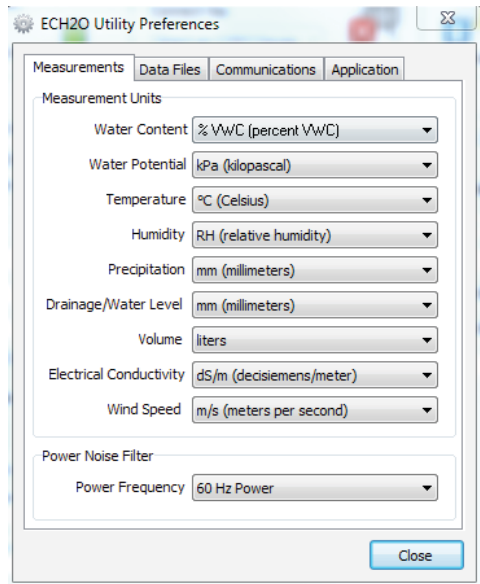 ECH2O Utility Preferences
Measurements Data Files Communications Application
Measurement Units
Water Content % VWC (percent VWC)
Water Potential kPa (kilopascal)
Temperature °C (Celsius)
Humidity RH (relative humidity)
Precipitation mm (millimeters)
Drainage/Water Level mm (millimeters)
Volume liters
Electrical Conductivity dS/m (decisiemens/meter)
Wind Speed m/s (meters per second)
Power Noise Filter
Power Frequency 60 Hz Power
Close